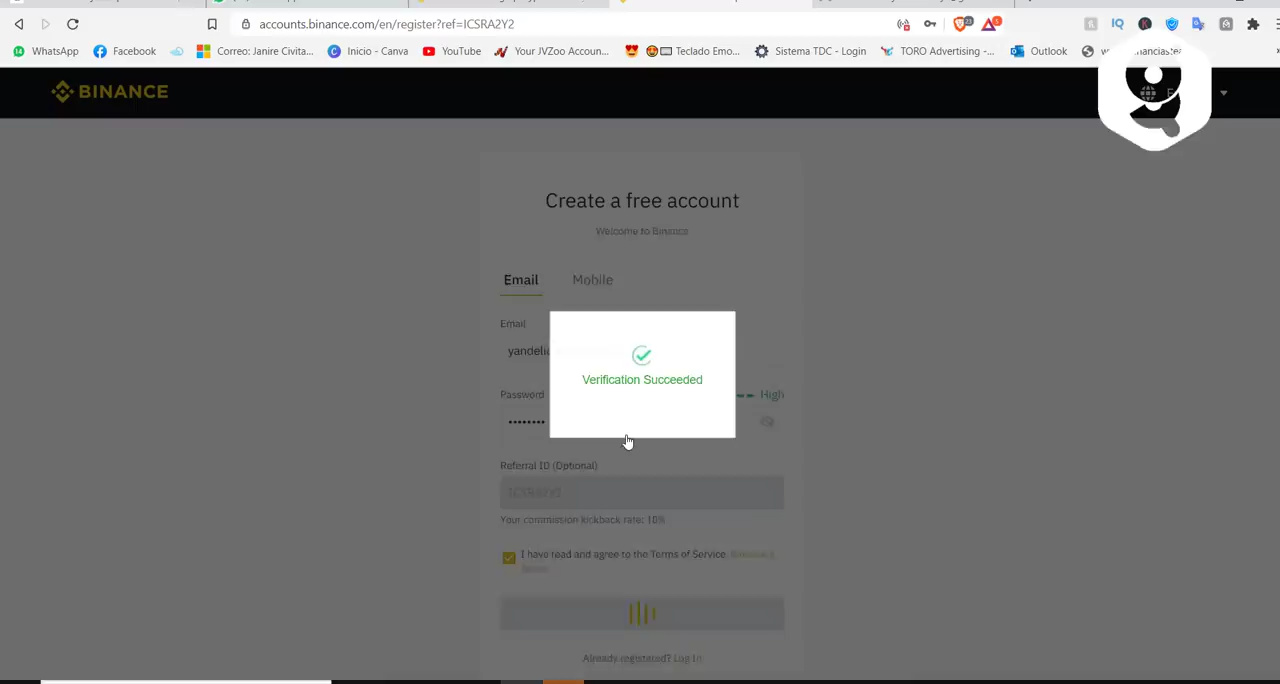 accounts.binance.com/en/register?ref=ICSRA2Y2
WhatsApp
Facebook
Correo: Janire Civita...
Inicio - Canva
YouTube
Your JVZoo Accoun...
Teclado Emo...
Sistema TDC - Login
TORO Advertising -...
Outlook
BINANCE
Create a free account
Welcome to Binance
Email
Mobile
Email
yandeli
Verification Succeeded
Password
High
Referral ID (Optional)
ICSRA2Y2
Your commission kickback rate: 10%
I have read and agree to the Terms of Service.
Already registered? Log In